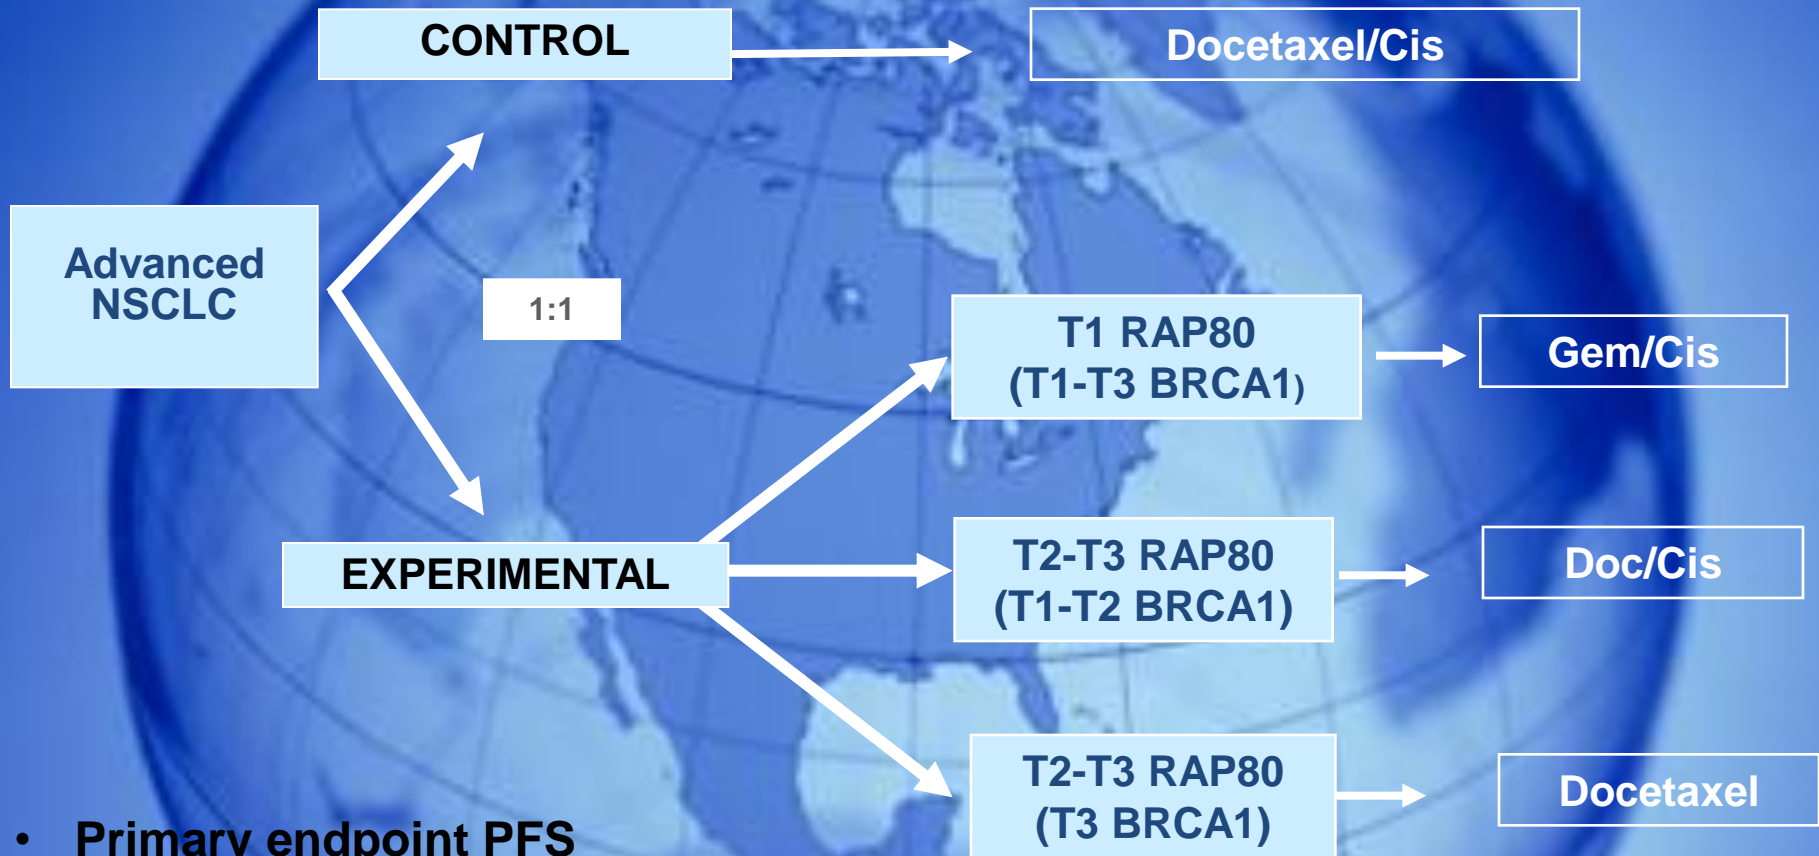 CONTROL
Docetaxel/Cis
Advanced
NSCLC
1:1
T1 RAP80
(T1-T3 BRCA1)
Gem/Cis
EXPERIMENTAL
T2-T3 RAP80
(T1-T2 BRCA1)
Doc/Cis
T2-T3 RAP80
(T3 BRCA1)
Docetaxel
• Primary endpoint PFS